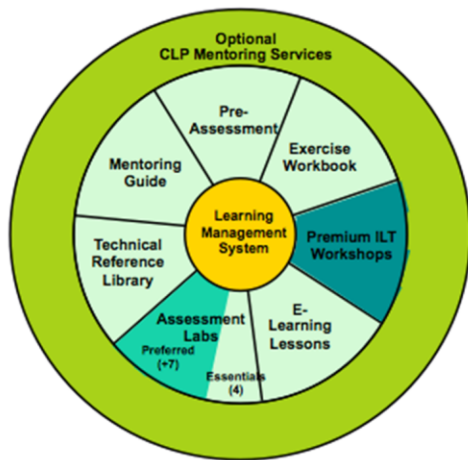 Optional
CLP Mentoring Services
Pre-
Assessment
Exercise
Workbook
Mentoring
Guide
Learning
Management
System
Premium ILT
Workshops
Technical
Reference
Library
E-
Learning
Lessons
Assessment
Labs
Preferred
(+7)
Essentials
(4)